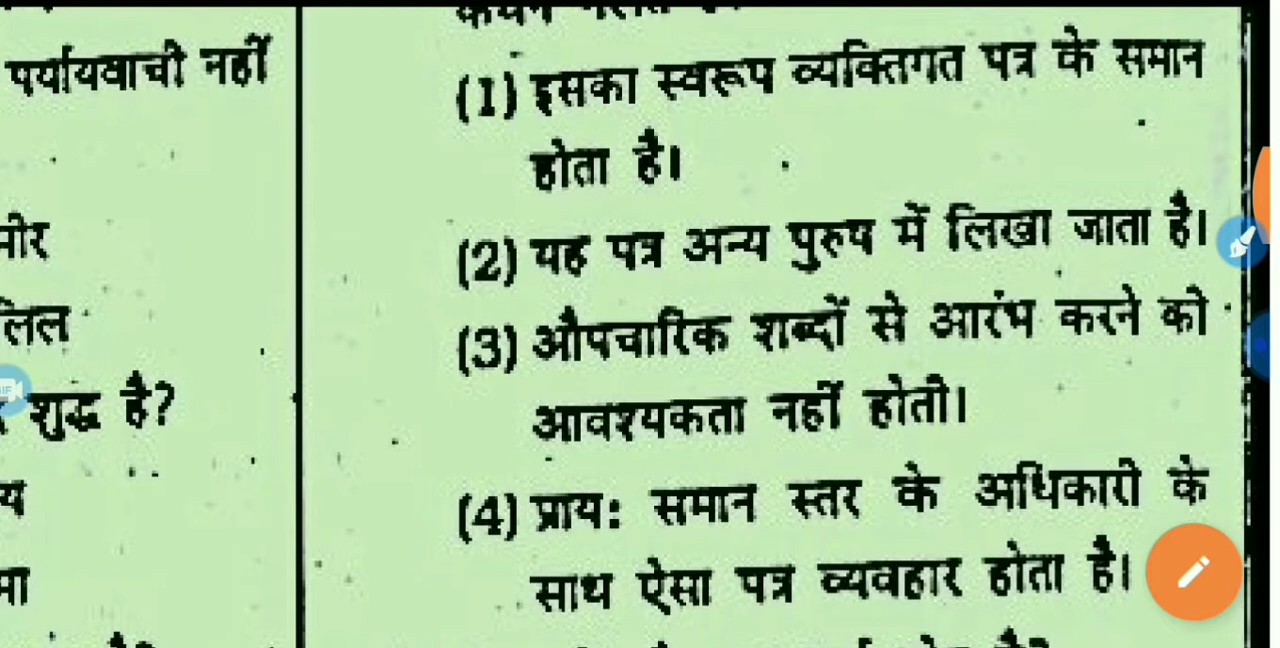 पर्यायवाची नहीं
शुद्ध है?
(1) इसका स्वरूप व्यक्तिगत पत्र के समान
होता है।
(2) यह पत्र अन्य पुरुष में लिखा जाता है।
(3) औपचारिक शब्दों से आरंभ करने को
आवश्यकता नहीं होती।
(4) प्रायः समान स्तर के अधिकारी के
साथ ऐसा पत्र व्यवहार होता है।